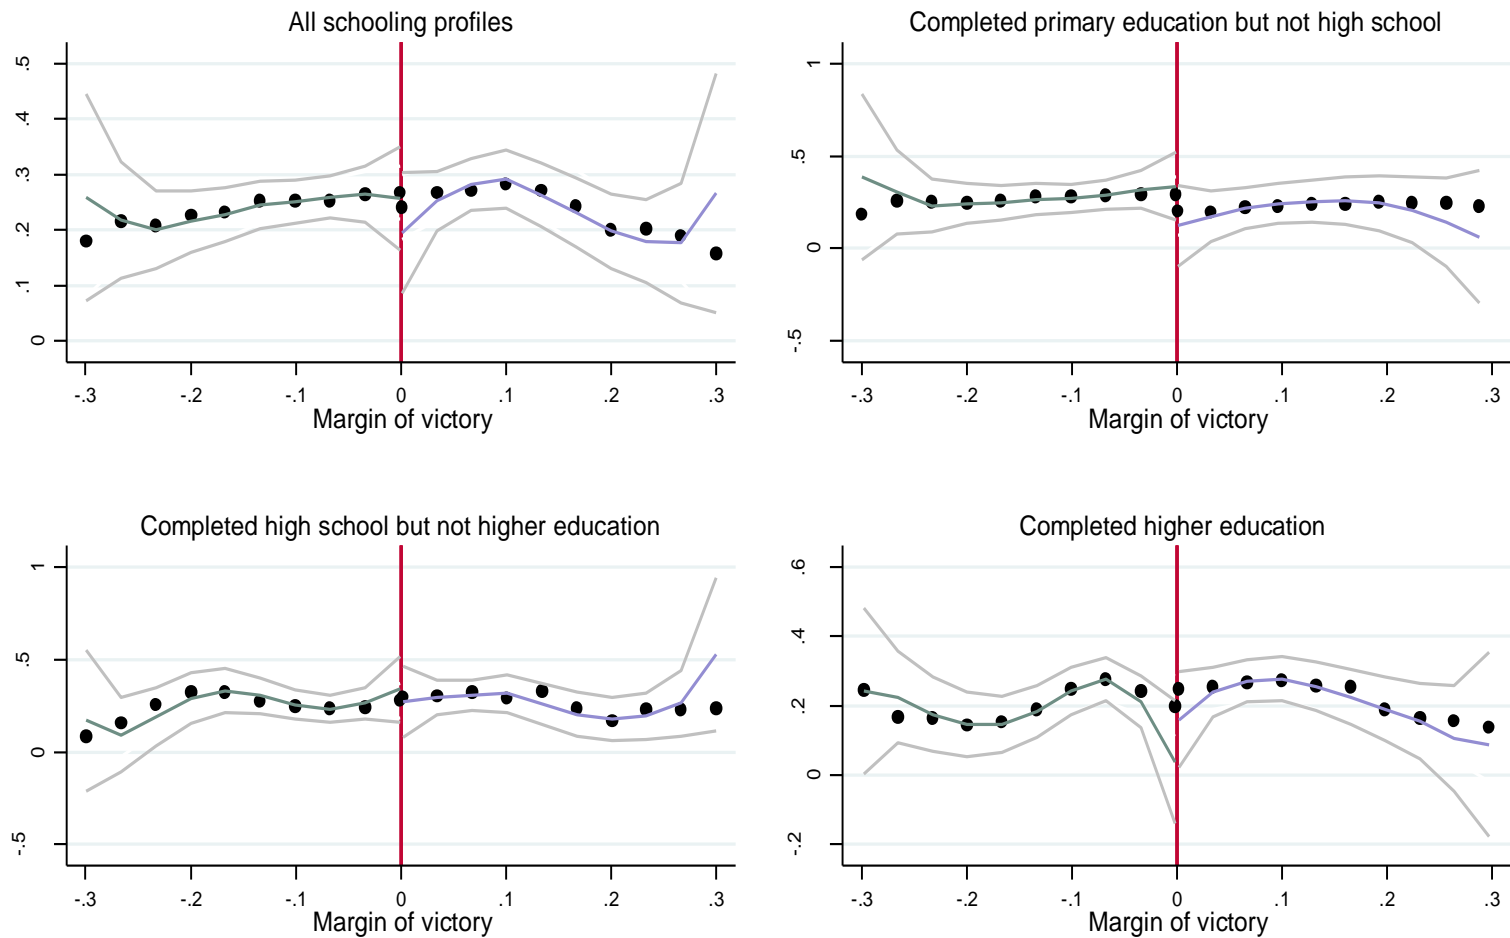 All schooling profiles
.5
.4
.3
.2
.1
0
-.3 -.2 -.1 0 .1 .2 .3
Margin of victory
Completed primary education but not high school
1
.5
0
-.5
-.3 -.2 -.1 0 .1 .2 .3
Margin of victory
Completed high school but not higher education
1
.5
0
-.5
-.3 -.2 -.1 0 .1 .2 .3
Margin of victory
Completed higher education
.6
.4
.2
0
-.2
-.3 -.2 -.1 0 .1 .2 .3
Margin of victory